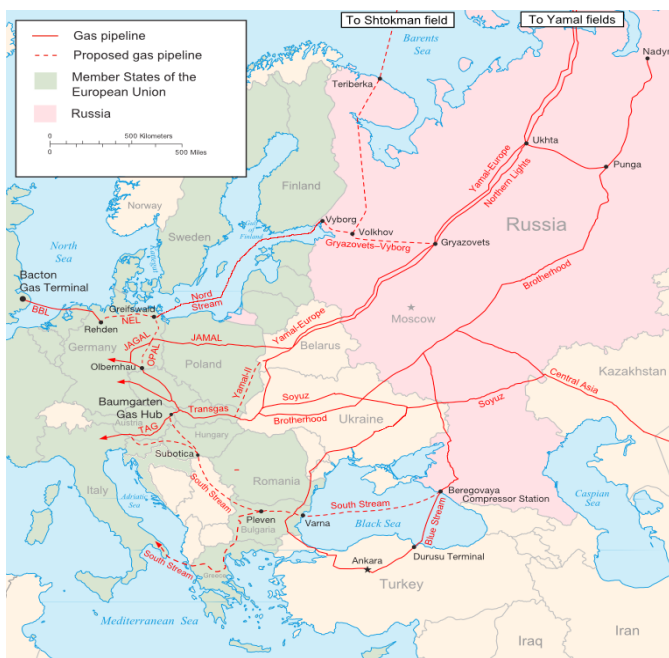 Gas pipeline
Proposed gas pipeline
Member States of the
European Union
Russia
0 500 Kilometers
0 500 Miles
To Shtokman field
To Yamal fields
Barents
Sea
Nadym
Teriberka
Ukhta
Yamal-Europe
Northern Lights
Punga
Finland
Norway
Sweden
Vyborg
Gulf
of Finland
Volkhov
Gryazovets–Vyborg
Gryazovets
Russia
North
Sea
Bacton
Gas Terminal
BBL
Greifswald
Nord
Stream
Brotherhood
Moscow
Rehden
NEL
Germany
JAGAL
OPAL
JAMAL
Yamal-Europe
Belarus
Poland
Olbernhau
Yamal-II
Kazakhstan
Central Asia
Baumgarten
Gas Hub
Transgas
Soyuz
Brotherhood
Ukraine
Soyuz
TAG
Austria
Hungary
Subotica
Romania
South Stream
Italy
Adriatic
Sea
Beregovaya
Compressor Station
Caspian
Sea
Pleven
Bulgaria
Varna
South Stream
Black Sea
Blue Stream
South Stream
Greece
Ankara
Durusu Terminal
Turkey
Mediterranean Sea
Iraq
Iran